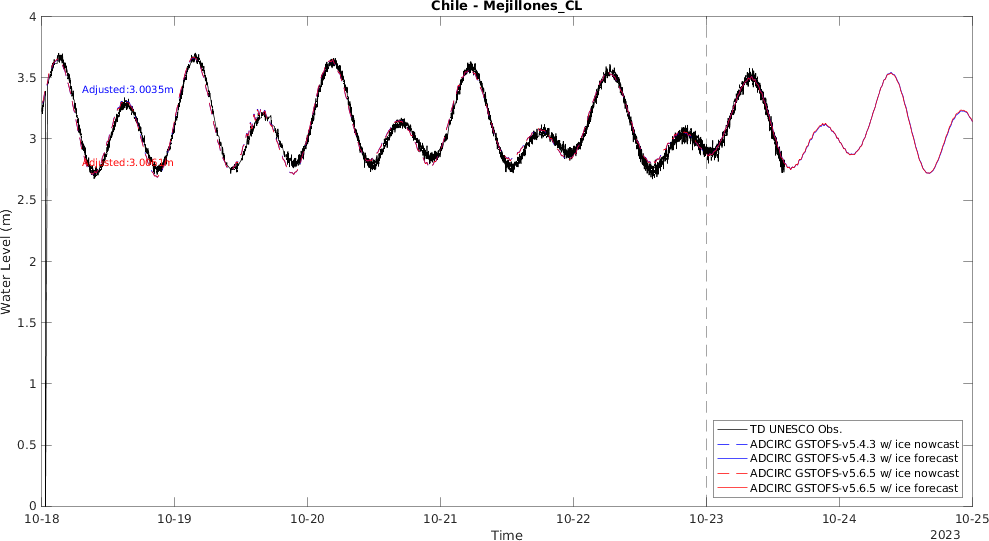 Chile - Mejillones_CL
Water Level (m)
4
3.5
3
2.5
2
1.5
1
0.5
0
Adjusted:3.0035m
TD UNESCO Obs.
ADCIRC GSTOFS-v5.4.3 w/ ice nowcast
ADCIRC GSTOFS-v5.4.3 w/ ice forecast
ADCIRC GSTOFS-v5.6.5 w/ ice nowcast
ADCIRC GSTOFS-v5.6.5 w/ ice forecast
10-18 10-19 10-20 10-21 10-22 10-23 10-24 10-25
Time
2023